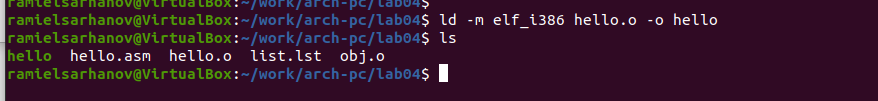 ramielsarhanov@VirtualBox:~/work/arch-pc/lab04$
ramielsarhanov@VirtualBox:~/work/arch-pc/lab04$ ld -m elf_i386 hello.o -o hello
ramielsarhanov@VirtualBox:~/work/arch-pc/lab04$ ls
hello  hello.asm  hello.o  list.lst  obj.o
ramielsarhanov@VirtualBox:~/work/arch-pc/lab04$